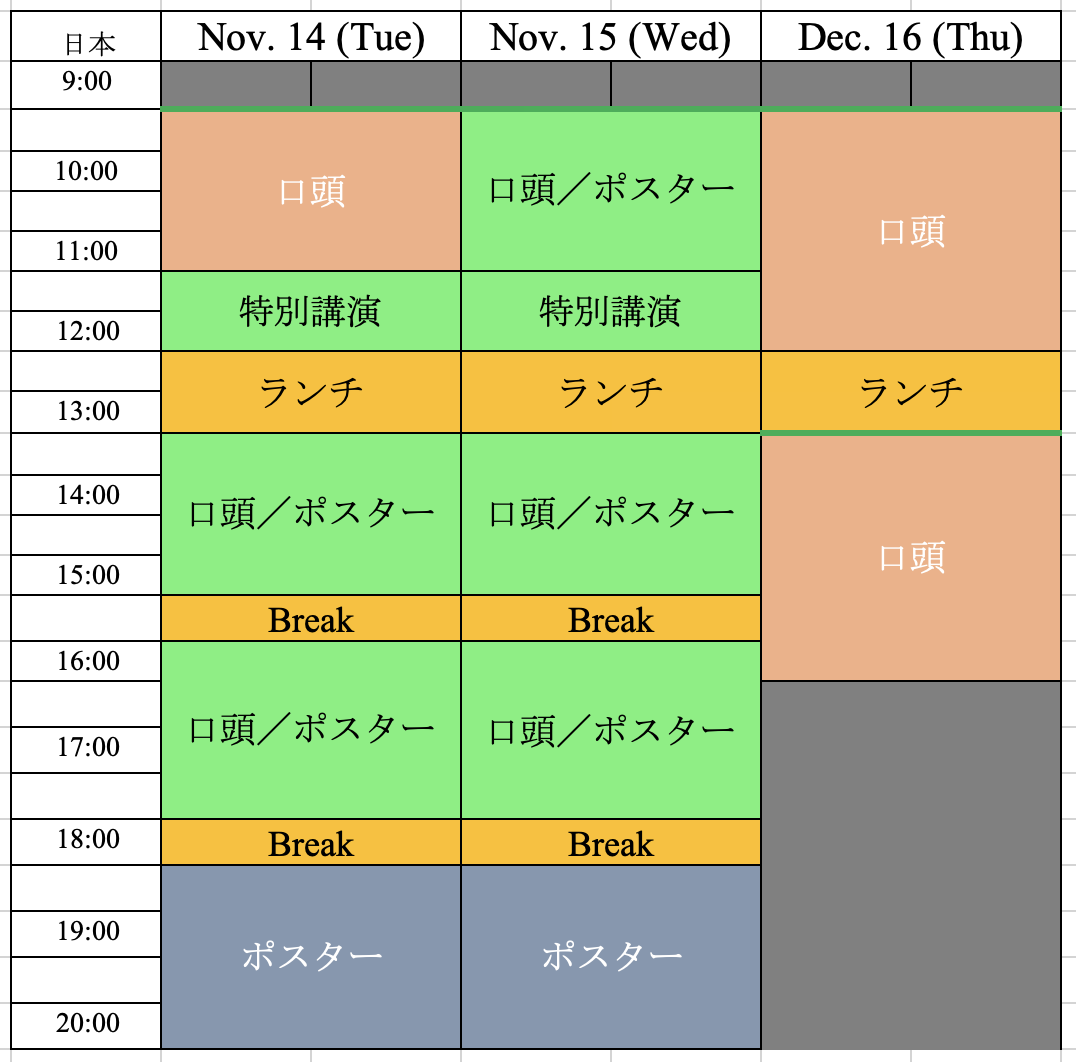 日本 Nov. 14 (Tue) Nov. 15 (Wed) Dec. 16 (Thu)
9:00
10:00
口頭 口頭／ポスター 口頭
11:00
特別講演 特別講演
12:00
ランチ ランチ ランチ
13:00
14:00
口頭／ポスター 口頭／ポスター 口頭
15:00
Break Break
16:00
口頭／ポスター 口頭／ポスター
17:00
18:00 Break Break
19:00
ポスター ポスター
20:00